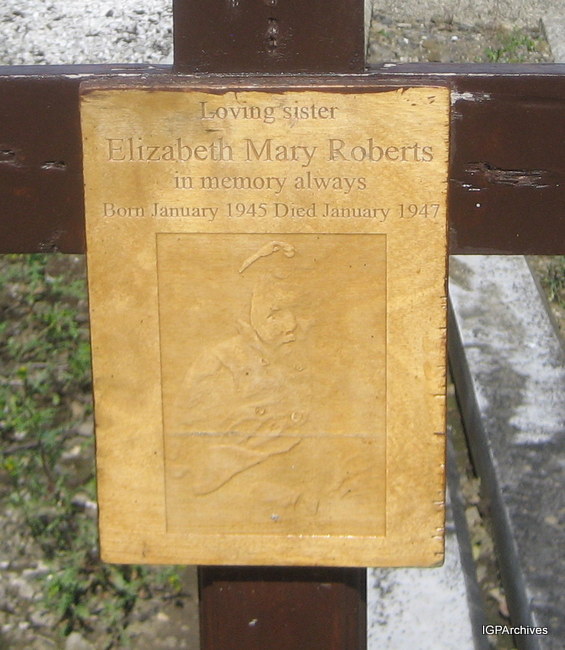 Loving sister
Elizabeth Mary Roberts
in memory always
Born January 1945 Died January 1947
IGPArchives